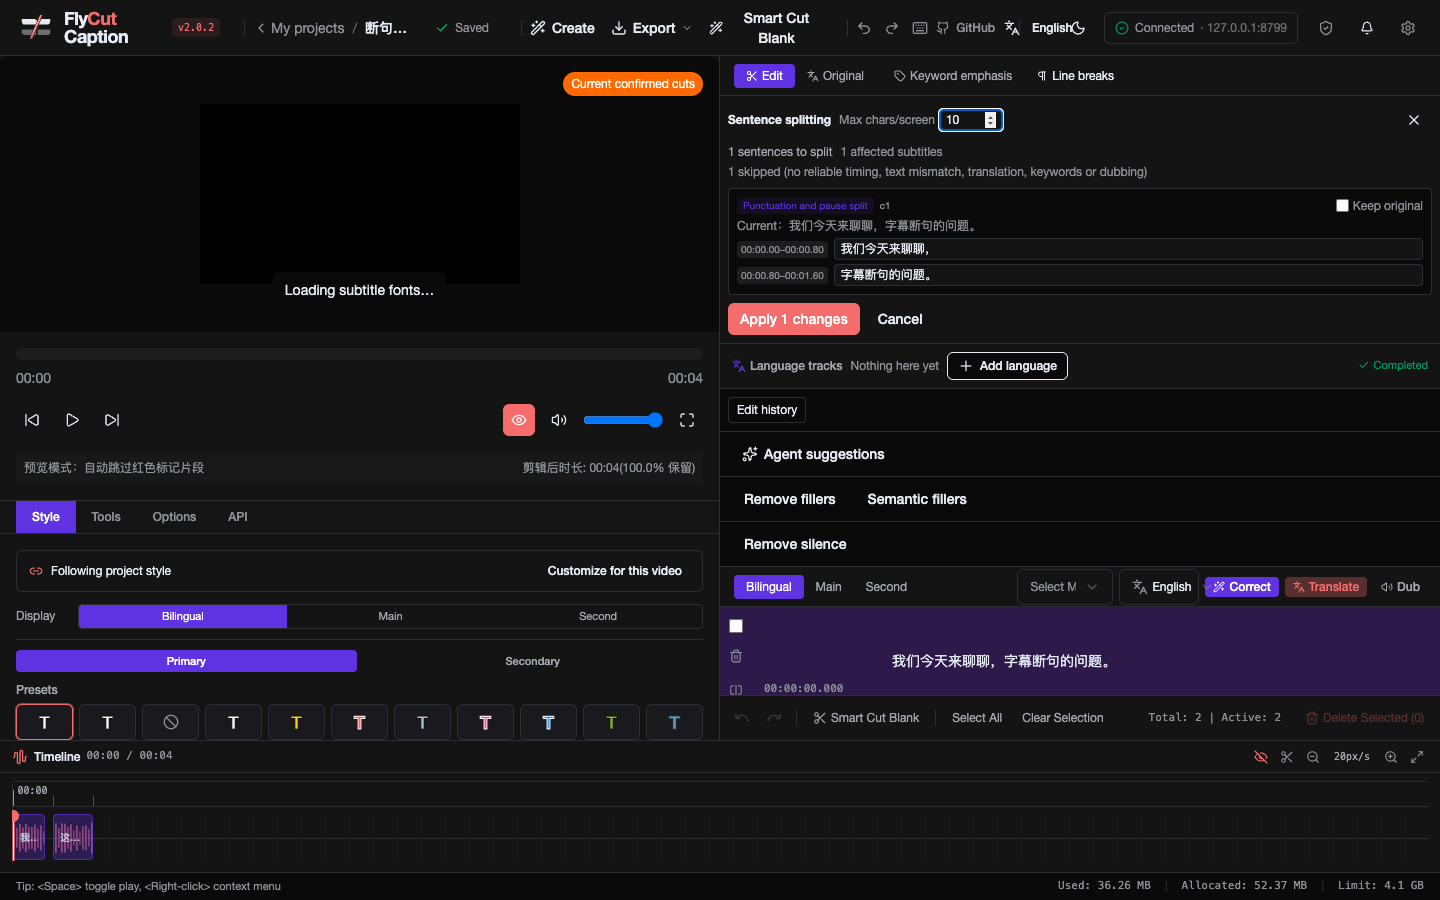 FlyCut
Caption
v2.0.2
My projects / 断句...
Saved
Create
Export
Smart Cut
Blank
GitHub
English
Connected · 127.0.0.1:8799
Current confirmed cuts
Loading subtitle fonts...
00:00
00:04
预览模式：自动跳过红色标记片段
剪辑后时长: 00:04(100.0% 保留)
Style
Tools
Options
API
Following project style
Customize for this video
Display
Bilingual
Main
Second
Primary
Secondary
Presets
T T T T T T T T T T
Edit
Original
Keyword emphasis
Line breaks
Sentence splitting Max chars/screen 10
1 sentences to split 1 affected subtitles
1 skipped (no reliable timing, text mismatch, translation, keywords or dubbing)
Punctuation and pause split c1
Keep original
Current：我们今天来聊聊，字幕断句的问题。
00:00.00–00:00.80 我们今天来聊聊，
00:00.80–00:01.60 字幕断句的问题。
Apply 1 changes
Cancel
Language tracks Nothing here yet
Add language
Completed
Edit history
Agent suggestions
Remove fillers
Semantic fillers
Remove silence
Bilingual
Main
Second
Select M
English
Correct
Translate
Dub
我们今天来聊聊，字幕断句的问题。
00:00:00.000
Smart Cut Blank
Select All
Clear Selection
Total: 2 | Active: 2
Delete Selected (0)
Timeline 00:00 / 00:04
20px/s
00:00
我...
这...
Tip: <Space> toggle play, <Right-click> context menu
Used: 36.26 MB | Allocated: 52.37 MB | Limit: 4.1 GB